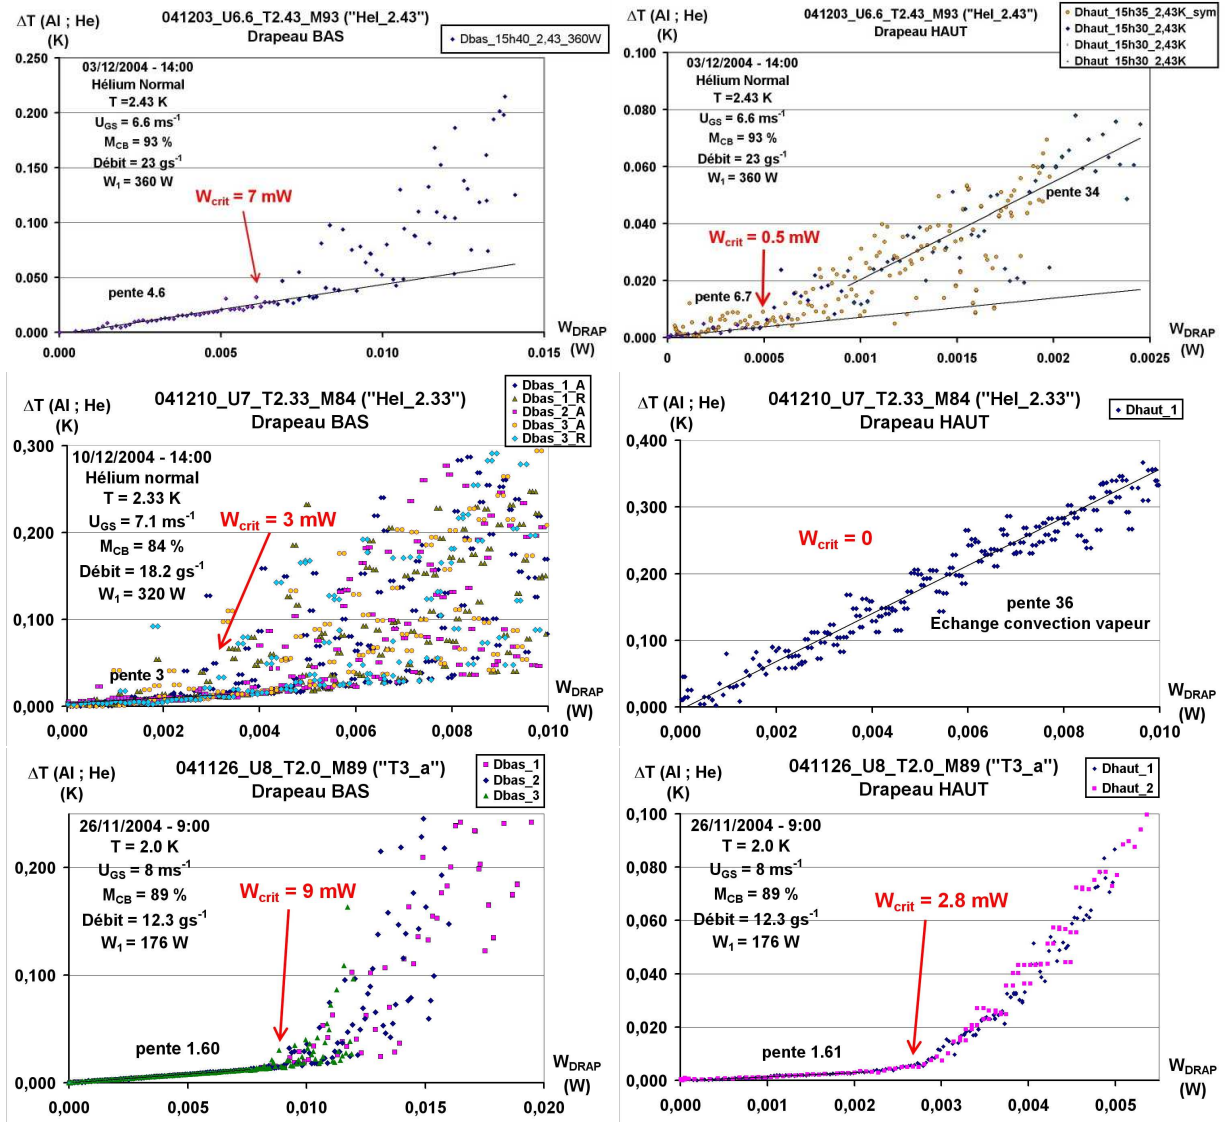 041203_U6.6_T2.43_M93 ("Hel_2.43")
Drapeau BAS
ΔT (Al ; He)
(K)
Dbas_15h40_2,43_360W
03/12/2004 - 14:00
Hélium Normal
T =2.43 K
UGS = 6.6 ms-1
MCB = 93 %
Débit = 23 gs-1
W1 = 360 W
Wcrit = 7 mW
pente 4.6
0.250
0.200
0.150
0.100
0.050
0.000
0.000 0.005 0.010 0.015
WDRAP
(W)
041203_U6.6_T2.43_M93 ("Hel_2.43")
Drapeau HAUT
ΔT (Al ; He)
(K)
Dhaut_15h35_2,43K_sym
Dhaut_15h30_2,43K
Dhaut_15h30_2,43K
Dhaut 15h30 2,43K
03/12/2004 - 14:00
Hélium Normal
T =2.43 K
UGS = 6.6 ms-1
MCB = 93 %
Débit = 23 gs-1
W1 = 360 W
Wcrit = 0.5 mW
pente 34
pente 6.7
0.100
0.080
0.060
0.040
0.020
0.000
0 0.0005 0.001 0.0015 0.002 0.0025
WDRAP
(W)
041210_U7_T2.33_M84 ("Hel_2.33")
Drapeau BAS
ΔT (Al ; He)
(K)
Dbas_1_A
Dbas_1_R
Dbas_2_A
Dbas_3_A
Dbas_3_R
10/12/2004 - 14:00
Hélium normal
T = 2.33 K
UGS = 7.1 ms-1
MCB = 84 %
Débit = 18.2 gs-1
W1 = 320 W
Wcrit = 3 mW
pente 3
0,300
0,200
0,100
0,000
0,000 0,002 0,004 0,006 0,008 0,010
WDRAP
(W)
041210_U7_T2.33_M84 ("Hel_2.33")
Drapeau HAUT
ΔT (Al ; He)
(K)
Dhaut_1
Wcrit = 0
pente 36
Echange convection vapeur
0,400
0,300
0,200
0,100
0,000
0,000 0,002 0,004 0,006 0,008 0,010
WDRAP
(W)
041126_U8_T2.0_M89 ("T3_a")
Drapeau BAS
ΔT (Al ; He)
(K)
Dbas_1
Dbas_2
Dbas_3
26/11/2004 - 9:00
T = 2.0 K
UGS = 8 ms-1
MCB = 89 %
Débit = 12.3 gs-1
W1 = 176 W
Wcrit = 9 mW
pente 1.60
0,200
0,100
0,000
0,000 0,005 0,010 0,015 0,020
WDRAP
(W)
041126_U8_T2.0_M89 ("T3_a")
Drapeau HAUT
ΔT (Al ; He)
(K)
Dhaut_1
Dhaut_2
26/11/2004 - 9:00
T = 2.0 K
UGS = 8 ms-1
MCB = 89 %
Débit = 12.3 gs-1
W1 = 176 W
Wcrit = 2.8 mW
pente 1.61
0,100
0,080
0,060
0,040
0,020
0,000
0,000 0,001 0,002 0,003 0,004 0,005
WDRAP
(W)